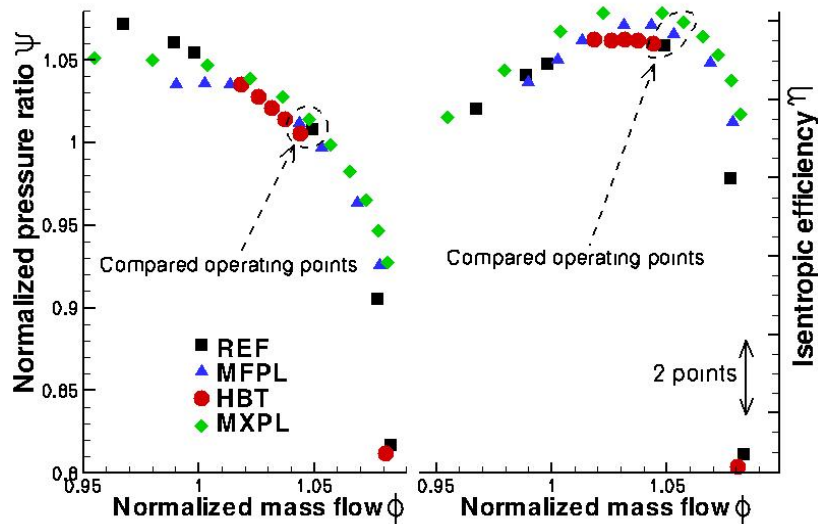 Normalized pressure ratio ψ
1.05
1
0.95
0.9
0.85
0.8
0.95
1
1.05
Normalized mass flow ϕ
Compared operating points
REF
MFPL
HBT
MXPL
0.95
1
1.05
Normalized mass flow ϕ
Compared operating points
2 points
Isentropic efficiency η